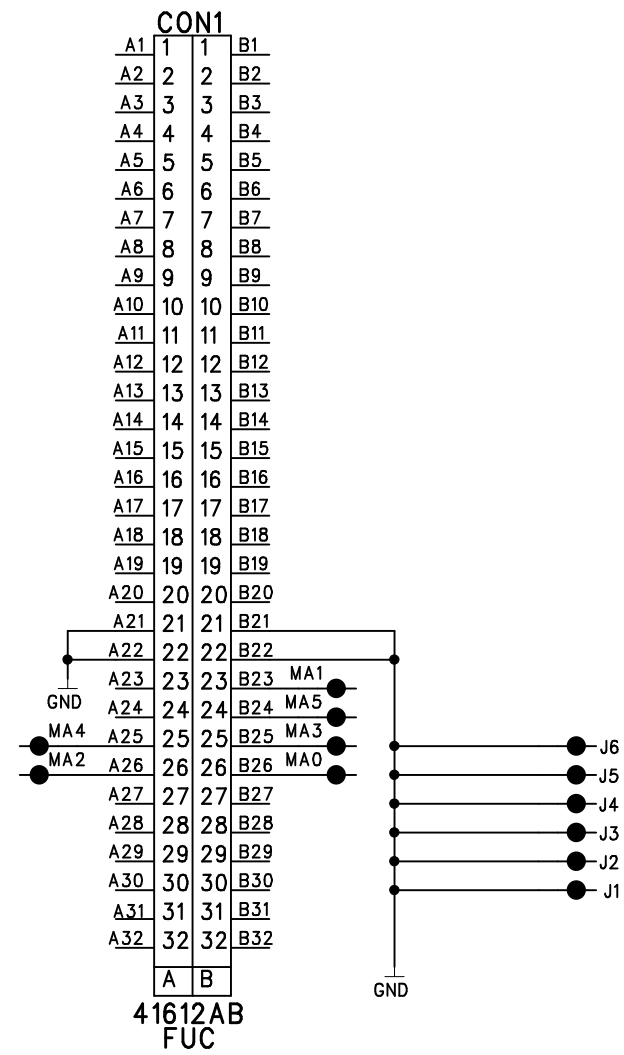 CON1
A1 1 1 B1
A2 2 2 B2
A3 3 3 B3
A4 4 4 B4
A5 5 5 B5
A6 6 6 B6
A7 7 7 B7
A8 8 8 B8
A9 9 9 B9
A10 10 10 B10
A11 11 11 B11
A12 12 12 B12
A13 13 13 B13
A14 14 14 B14
A15 15 15 B15
A16 16 16 B16
A17 17 17 B17
A18 18 18 B18
A19 19 19 B19
A20 20 20 B20
A21 21 21 B21
A22 22 22 B22
A23 23 23 B23 MA1
GND
A24 24 24 B24 MA5
MA4 A25 25 25 B25 MA3 J6
MA2 A26 26 26 B26 MA0 J5
A27 27 27 B27 J4
A28 28 28 B28 J3
A29 29 29 B29 J2
A30 30 30 B30 J1
A31 31 31 B31
A32 32 32 B32
A B
GND
41612AB
FUC